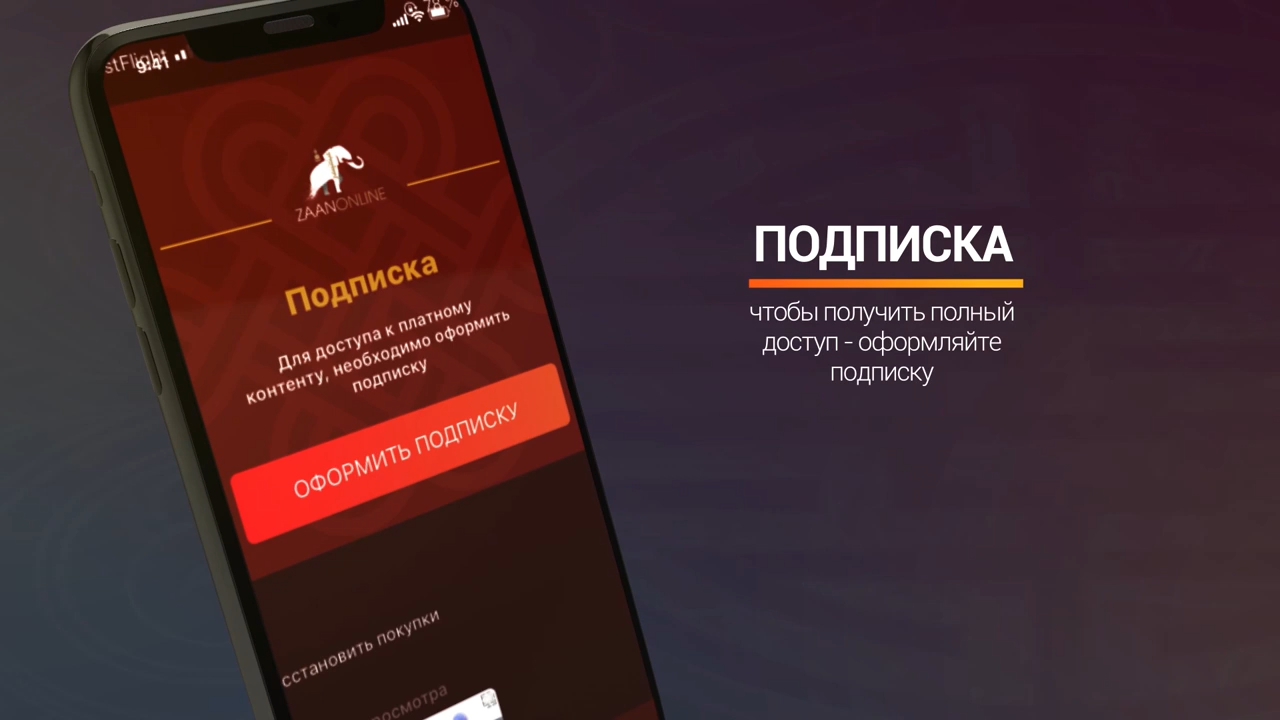 9:41
ZAANONLINE
Подписка
Для доступа к платному
контенту, необходимо оформить
подписку
ОФОРМИТЬ ПОДПИСКУ
сстановить покупки
росмотра
ПОДПИСКА
чтобы получить полный
доступ - оформляйте
подписку